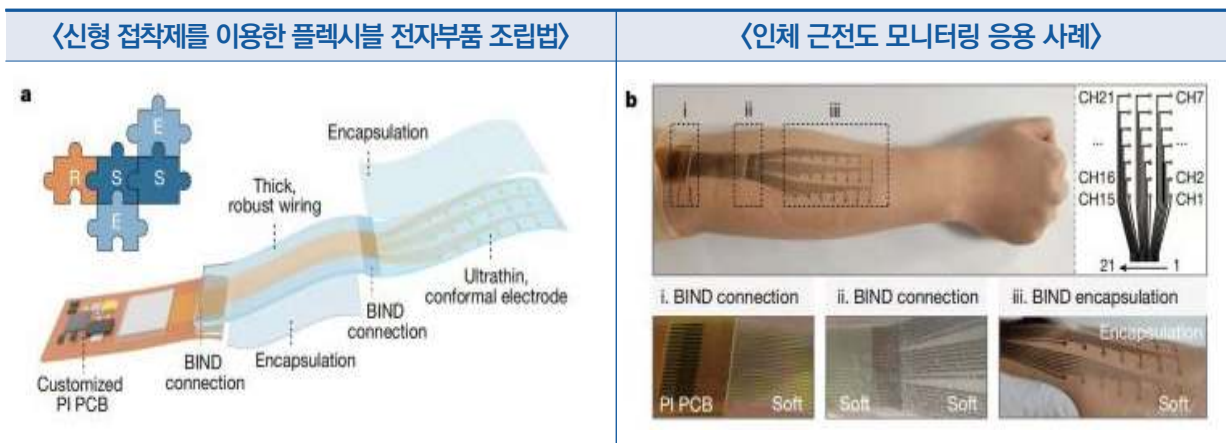 〈신형 접착제를 이용한 플렉시블 전자부품 조립법〉
〈인체 근전도 모니터링 응용 사례〉
a
E
R
S
S
E
Encapsulation
Thick,
robust wiring
Ultrathin,
conformal electrode
BIND
connection
Encapsulation
BIND
connection
Customized
PI PCB
b
i
ii
iii
CH21
CH7
...
...
CH16
CH2
CH15
CH1
21
1
i. BIND connection
ii. BIND connection
iii. BIND encapsulation
PI PCB
Soft
Soft
Soft
Encapsulation
Soft